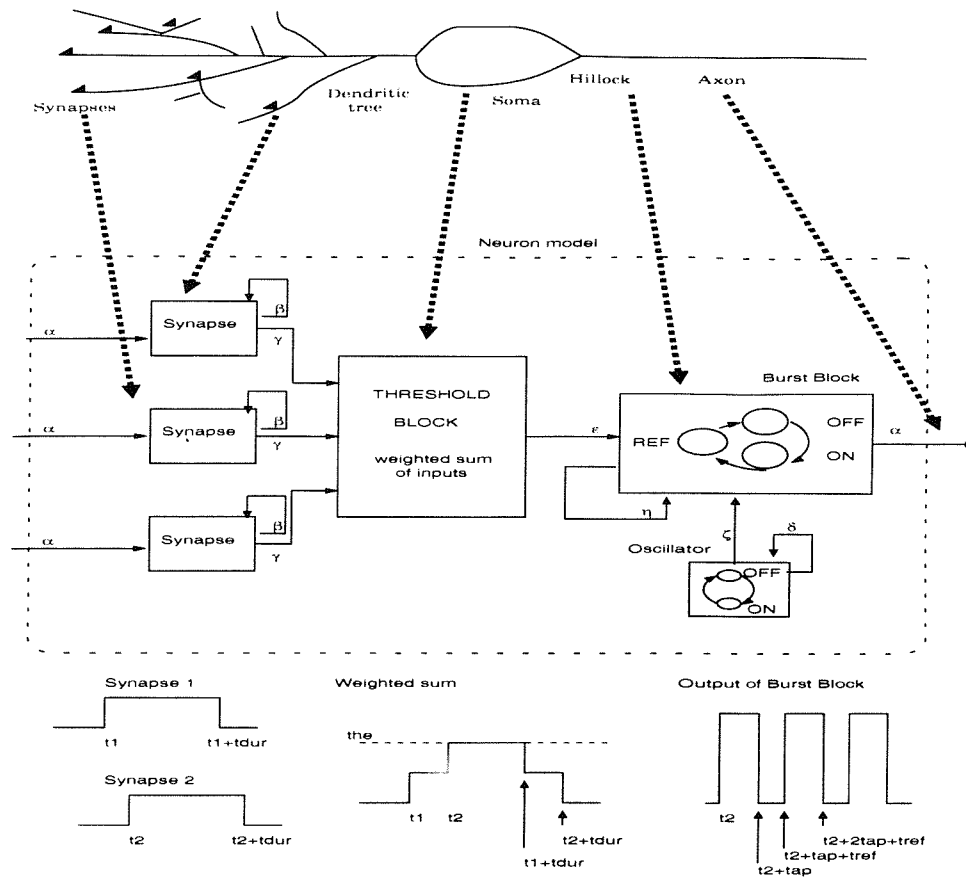 Synapses
Dendritic
tree
Soma
Hillock
Axon
Neuron model
Synapse
β
α
γ
Synapse
β
α
γ
Synapse
β
α
γ
THRESHOLD
BLOCK
weighted sum
of inputs
ε
Burst Block
REF
OFF
ON
α
η
ζ
Oscillator
δ
OFF
ON
Synapse 1
t1
t1+tdur
Synapse 2
t2
t2+tdur
Weighted sum
the
t1
t2
t2+tdur
t1+tdur
Output of Burst Block
t2
t2+2tap+tref
t2+tap+tref
t2+tap